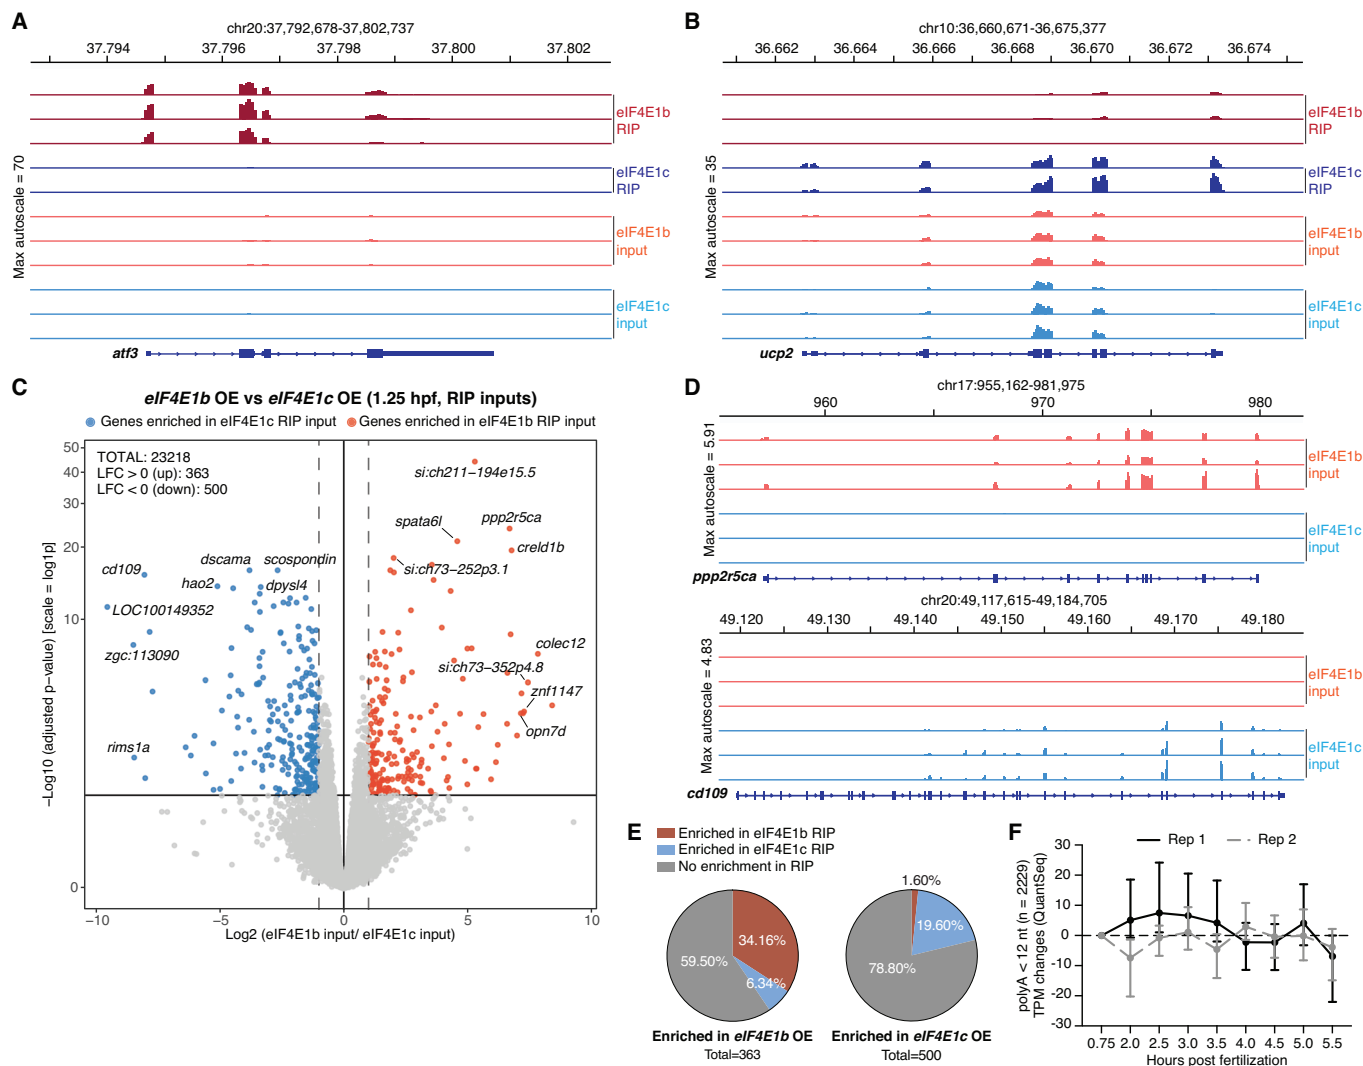 A
chr20:37,792,678-37,802,737
37.794 37.796 37.798 37.800 37.802
Max autoscale = 70
eIF4E1b
RIP
eIF4E1c
RIP
eIF4E1b
input
eIF4E1c
input
atf3
B
chr10:36,660,671-36,675,377
36.662 36.664 36.666 36.668 36.670 36.672 36.674
Max autoscale = 35
eIF4E1b
RIP
eIF4E1c
RIP
eIF4E1b
input
eIF4E1c
input
ucp2
C
eIF4E1b OE vs eIF4E1c OE (1.25 hpf, RIP inputs)
Genes enriched in eIF4E1c RIP input Genes enriched in eIF4E1b RIP input
TOTAL: 23218
LFC > 0 (up): 363
LFC < 0 (down): 500
−Log10 (adjusted p−value) [scale = log1p]
50
40
30
20
10
0
si:ch211−194e15.5
spata6l
ppp2r5ca
creld1b
si:ch73−252p3.1
dscama
scospondin
cd109
hao2
dpysl4
LOC100149352
zgc:113090
colec12
si:ch73−352p4.8
znf1147
opn7d
rims1a
−10 −5 0 5 10
Log2 (eIF4E1b input/ eIF4E1c input)
D
chr17:955,162-981,975
960 970 980
Max autoscale = 5.91
eIF4E1b
input
eIF4E1c
input
ppp2r5ca
chr20:49,117,615-49,184,705
49.120 49.130 49.140 49.150 49.160 49.170 49.180
Max autoscale = 4.83
eIF4E1b
input
eIF4E1c
input
cd109
E
Enriched in eIF4E1b RIP
Enriched in eIF4E1c RIP
No enrichment in RIP
34.16%
59.50%
6.34%
Enriched in eIF4E1b OE
Total=363
1.60%
19.60%
78.80%
Enriched in eIF4E1c OE
Total=500
F
Rep 1 Rep 2
polyA < 12 nt (n = 2229)
TPM changes (QuantSeq)
30
20
10
0
-10
-20
-30
0.75 2.0 2.5 3.0 3.5 4.0 4.5 5.0 5.5
Hours post fertilization